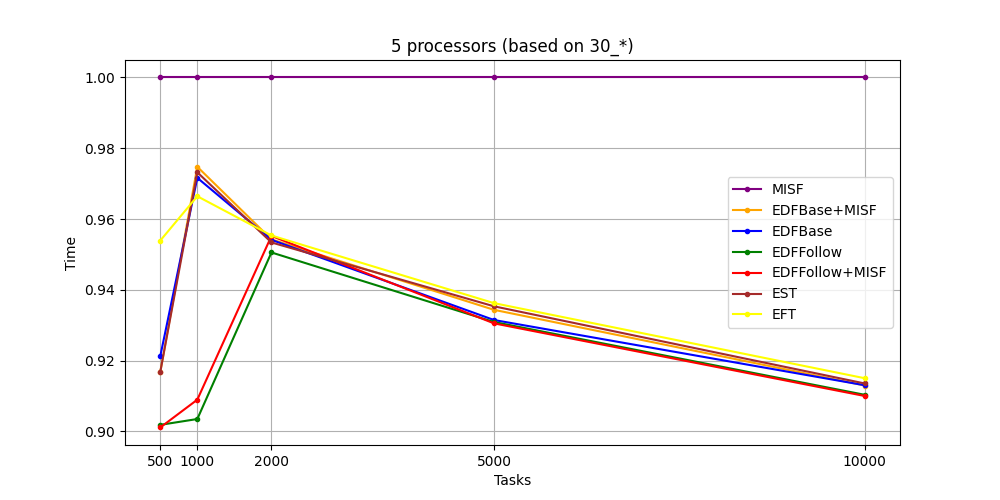 5 processors (based on 30_*)
Time
1.00
0.98
0.96
0.94
0.92
0.90
MISF
EDFBase+MISF
EDFBase
EDFFollow
EDFFollow+MISF
EST
EFT
500 1000 2000 5000 10000
Tasks